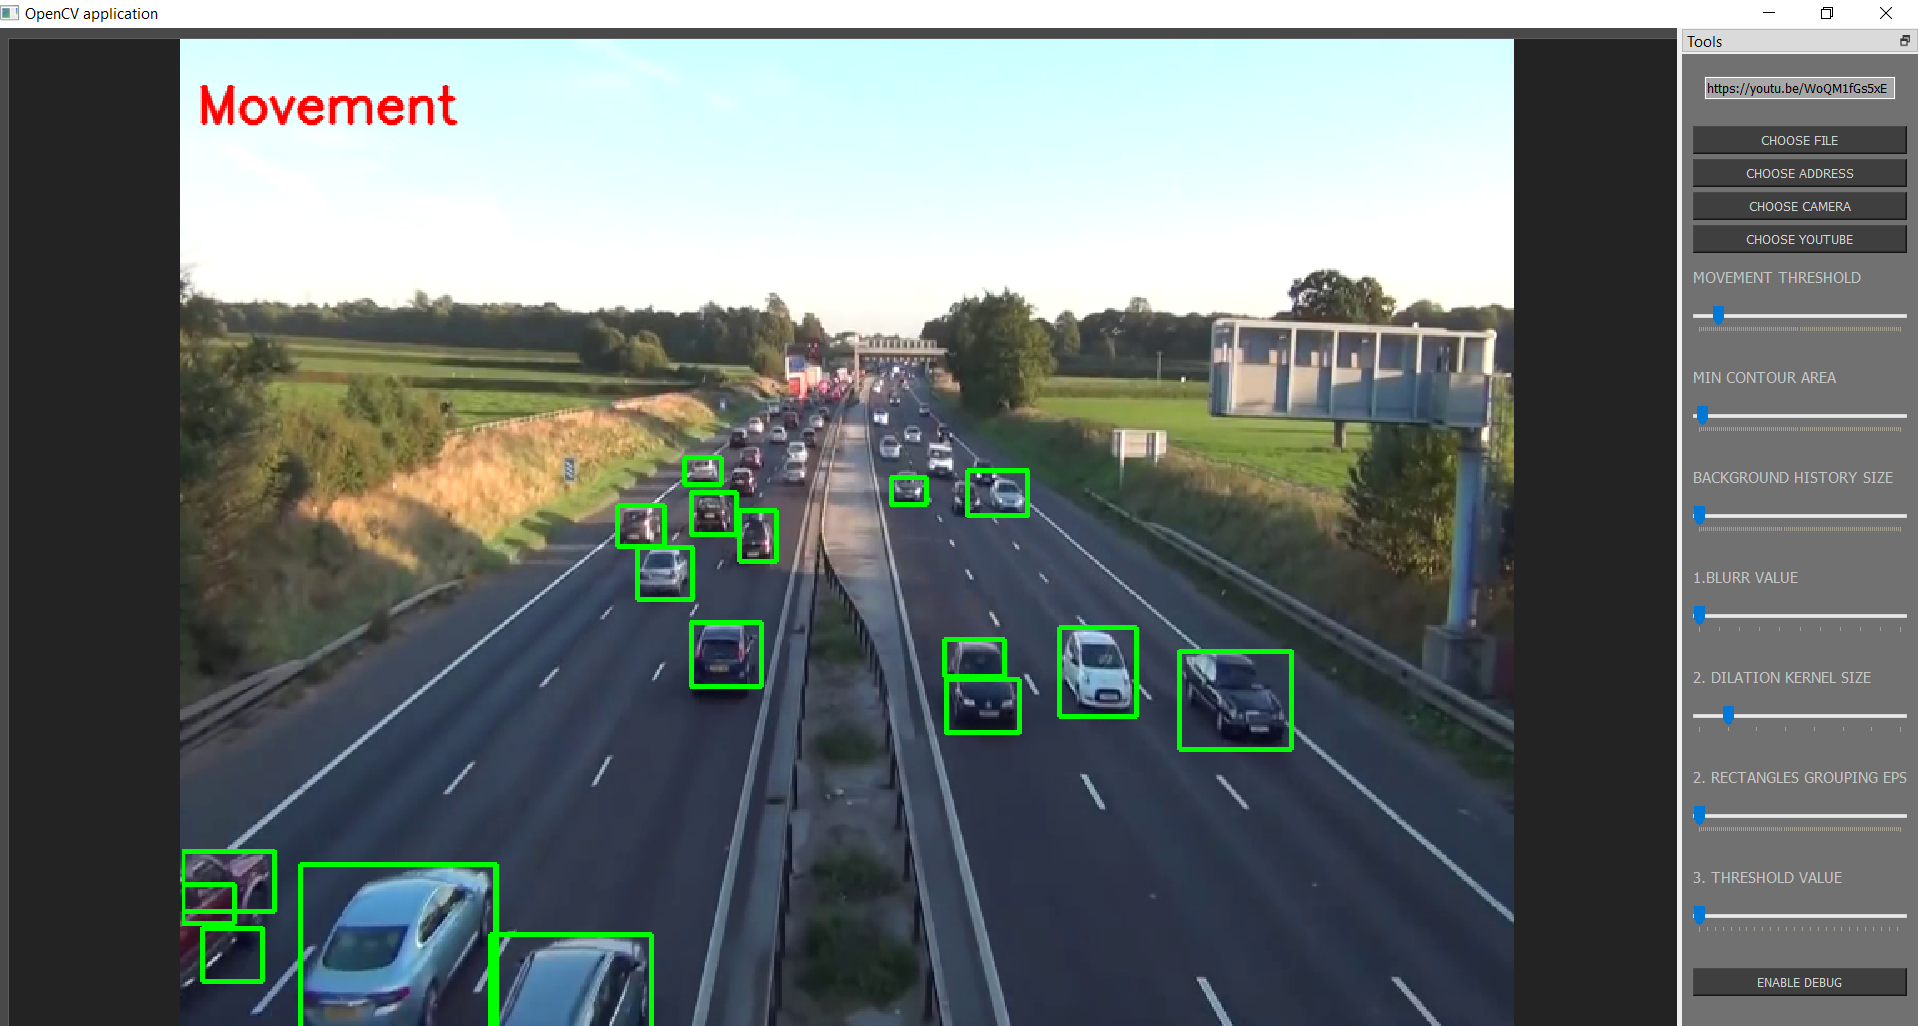 OpenCV application
Tools
Movement
https://youtu.be/WoQM1fGs5xE
CHOOSE FILE
CHOOSE ADDRESS
CHOOSE CAMERA
CHOOSE YOUTUBE
MOVEMENT THRESHOLD
MIN CONTOUR AREA
BACKGROUND HISTORY SIZE
1.BLURR VALUE
2. DILATION KERNEL SIZE
2. RECTANGLES GROUPING EPS
3. THRESHOLD VALUE
ENABLE DEBUG